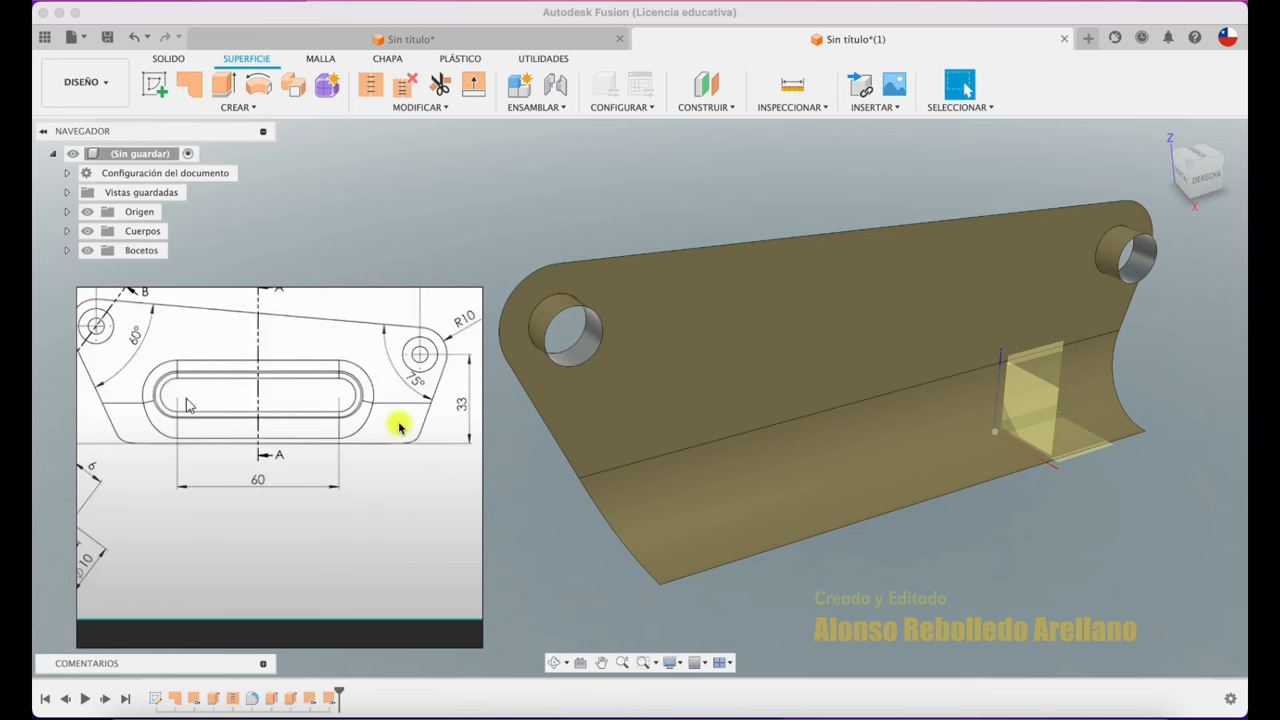 Autodesk Fusion (Licencia educativa)
Sin título*
Sin título*(1)
SOLIDO SUPERFICIE MALLA CHAPA PLÁSTICO UTILIDADES
DISEÑO
CREAR MODIFICAR ENSAMBLAR CONFIGURAR CONSTRUIR INSPECCIONAR INSERTAR SELECCIONAR
NAVEGADOR
(Sin guardar)
Configuración del documento
Vistas guardadas
Origen
Cuerpos
Bocetos
Z
DERECHA
X
B
A
R10
60°
75°
33
A
6
60
⌀10
Creado y Editado
Alonso Rebolledo Arellano
COMENTARIOS